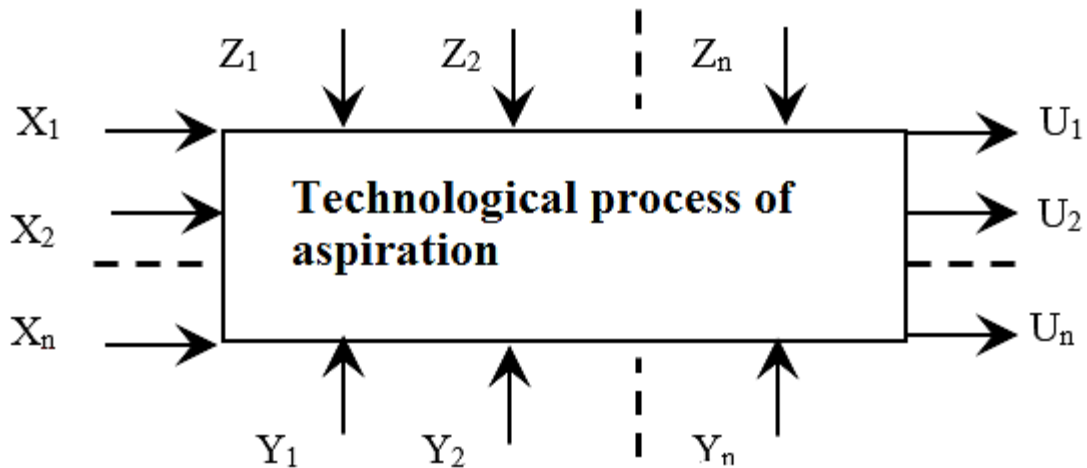 Z₁ Z₂ Zₙ
X₁ U₁
Technological process of
X₂ U₂
aspiration
Xₙ Uₙ
Y₁ Y₂ Yₙ